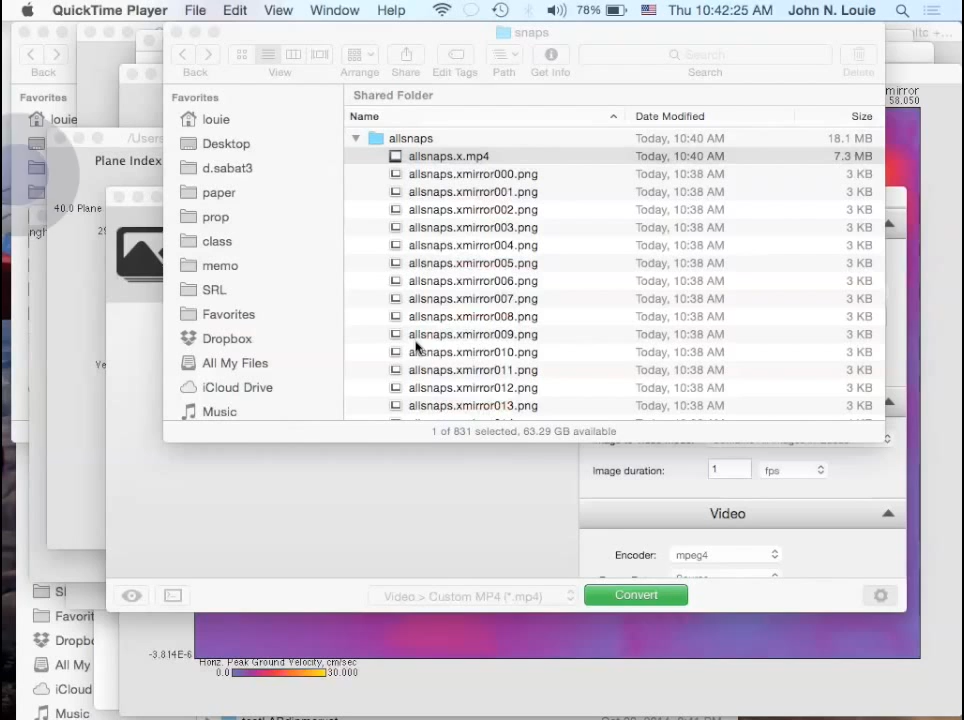 QuickTime Player File Edit View Window Help 78% Thu 10:42:25 AM John N. Louie
snaps
Back
Back View Arrange Share Edit Tags Path Get Info Search Delete
Search
Favorites
louie
Favorites
louie
Desktop
d.sabat3
paper
prop
class
memo
SRL
Favorites
Dropbox
All My Files
iCloud Drive
Music
Shared Folder
Name Date Modified Size
allsnaps Today, 10:40 AM 18.1 MB
allsnaps.x.mp4 Today, 10:40 AM 7.3 MB
allsnaps.xmirror000.png Today, 10:38 AM 3 KB
allsnaps.xmirror001.png Today, 10:38 AM 3 KB
allsnaps.xmirror002.png Today, 10:38 AM 3 KB
allsnaps.xmirror003.png Today, 10:38 AM 3 KB
allsnaps.xmirror004.png Today, 10:38 AM 3 KB
allsnaps.xmirror005.png Today, 10:38 AM 3 KB
allsnaps.xmirror006.png Today, 10:38 AM 3 KB
allsnaps.xmirror007.png Today, 10:38 AM 3 KB
allsnaps.xmirror008.png Today, 10:38 AM 3 KB
allsnaps.xmirror009.png Today, 10:38 AM 3 KB
allsnaps.xmirror010.png Today, 10:38 AM 3 KB
allsnaps.xmirror011.png Today, 10:38 AM 3 KB
allsnaps.xmirror012.png Today, 10:38 AM 3 KB
allsnaps.xmirror013.png Today, 10:38 AM 3 KB
1 of 831 selected, 63.29 GB available
/Users
Plane Index
40.0 Plane
mirror
58.050
Image duration: 1 fps
Video
Encoder: mpeg4
Video > Custom MP4 (*.mp4)
Convert
-3.814E-6
Horz. Peak Ground Velocity, cm/sec
0.0 30.000
Favorit
Dropbo
All My
iCloud
Music